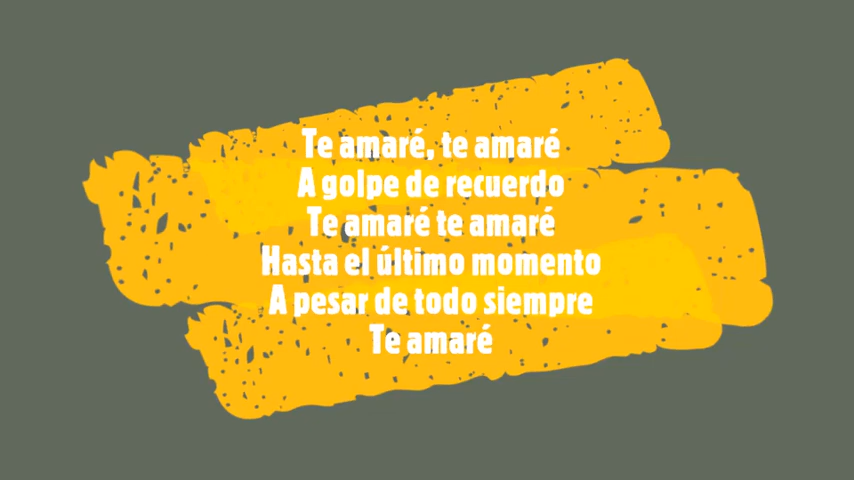 Te amaré, te amaré
A golpe de recuerdo
Te amaré te amaré
Hasta el último momento
A pesar de todo siempre
Te amaré